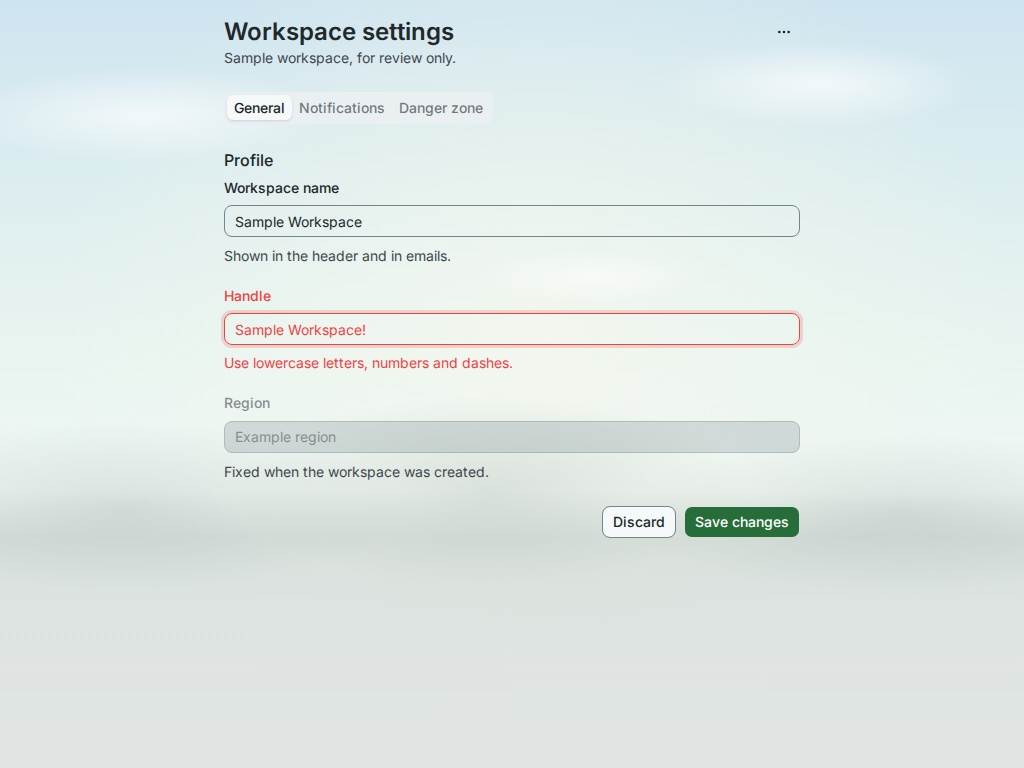 Workspace settings
...
Sample workspace, for review only.
General Notifications Danger zone
Profile
Workspace name
Sample Workspace
Shown in the header and in emails.
Handle
Sample Workspace!
Use lowercase letters, numbers and dashes.
Region
Example region
Fixed when the workspace was created.
Discard Save changes